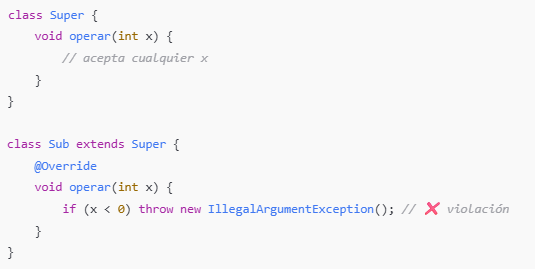 class Super {
    void operar(int x) {
        // acepta cualquier x
    }
}

class Sub extends Super {
    @Override
    void operar(int x) {
        if (x < 0) throw new IllegalArgumentException(); // ❌ violación
    }
}